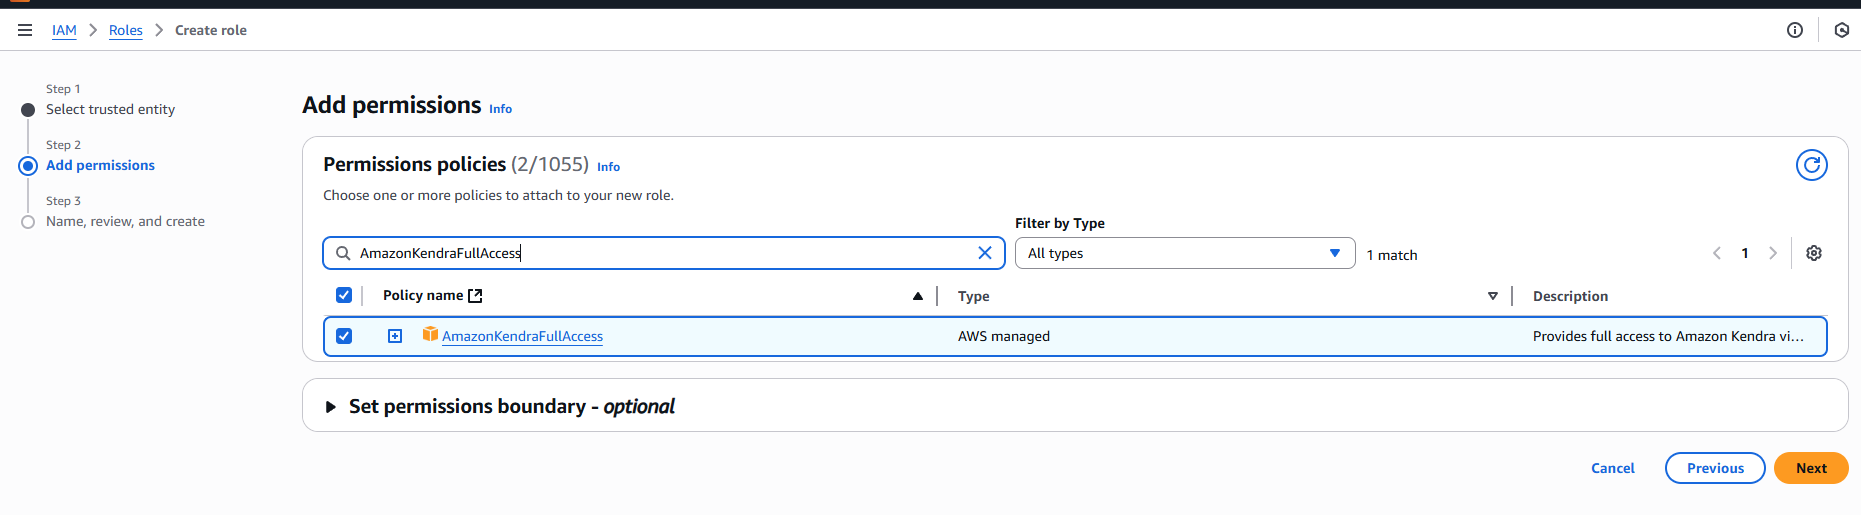 IAM > Roles > Create role
Step 1
Select trusted entity
Step 2
Add permissions
Step 3
Name, review, and create
Add permissions Info
Permissions policies (2/1055) Info
Choose one or more policies to attach to your new role.
Filter by Type
AmazonKendraFullAccess
All types
1 match
1
Policy name Type Description
AmazonKendraFullAccess AWS managed Provides full access to Amazon Kendra vi...
Set permissions boundary - optional
Cancel Previous Next